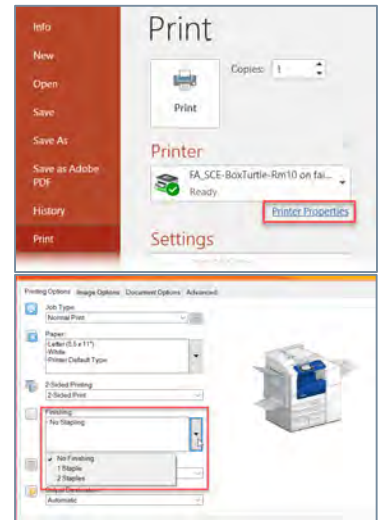 Info
Print
New
Copies: 1
Open
Save
Print
Save As
Printer
Save as Adobe
PDF
FA_SCE-BoxTurtle-Rm10 on fai...
Ready
History
Printer Properties
Print
Settings
Printing Options Image Options Document Options Advanced
Job Type:
Normal Print
Paper:
-Letter (8.5 x 11")
-White
-Printer Default Type
2-Sided Printing:
2-Sided Print
Finishing:
- No Stapling
No Finishing
1 Staple
2 Staples
Output Destination:
Automatic